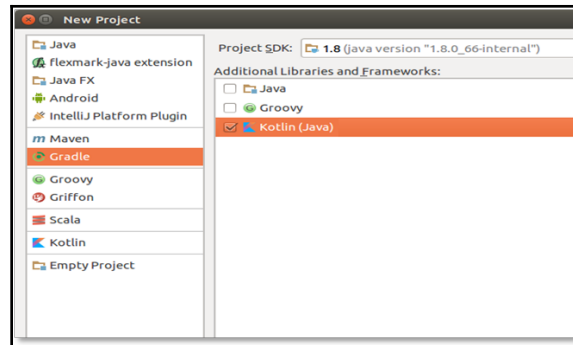 New Project
Java
flexmark-java extension
Java FX
Android
IntelliJ Platform Plugin
m Maven
Gradle
Groovy
Griffon
Scala
Kotlin
Empty Project
Project SDK: 1.8 (java version "1.8.0_66-internal")
Additional Libraries and Frameworks:
Java
Groovy
Kotlin (Java)